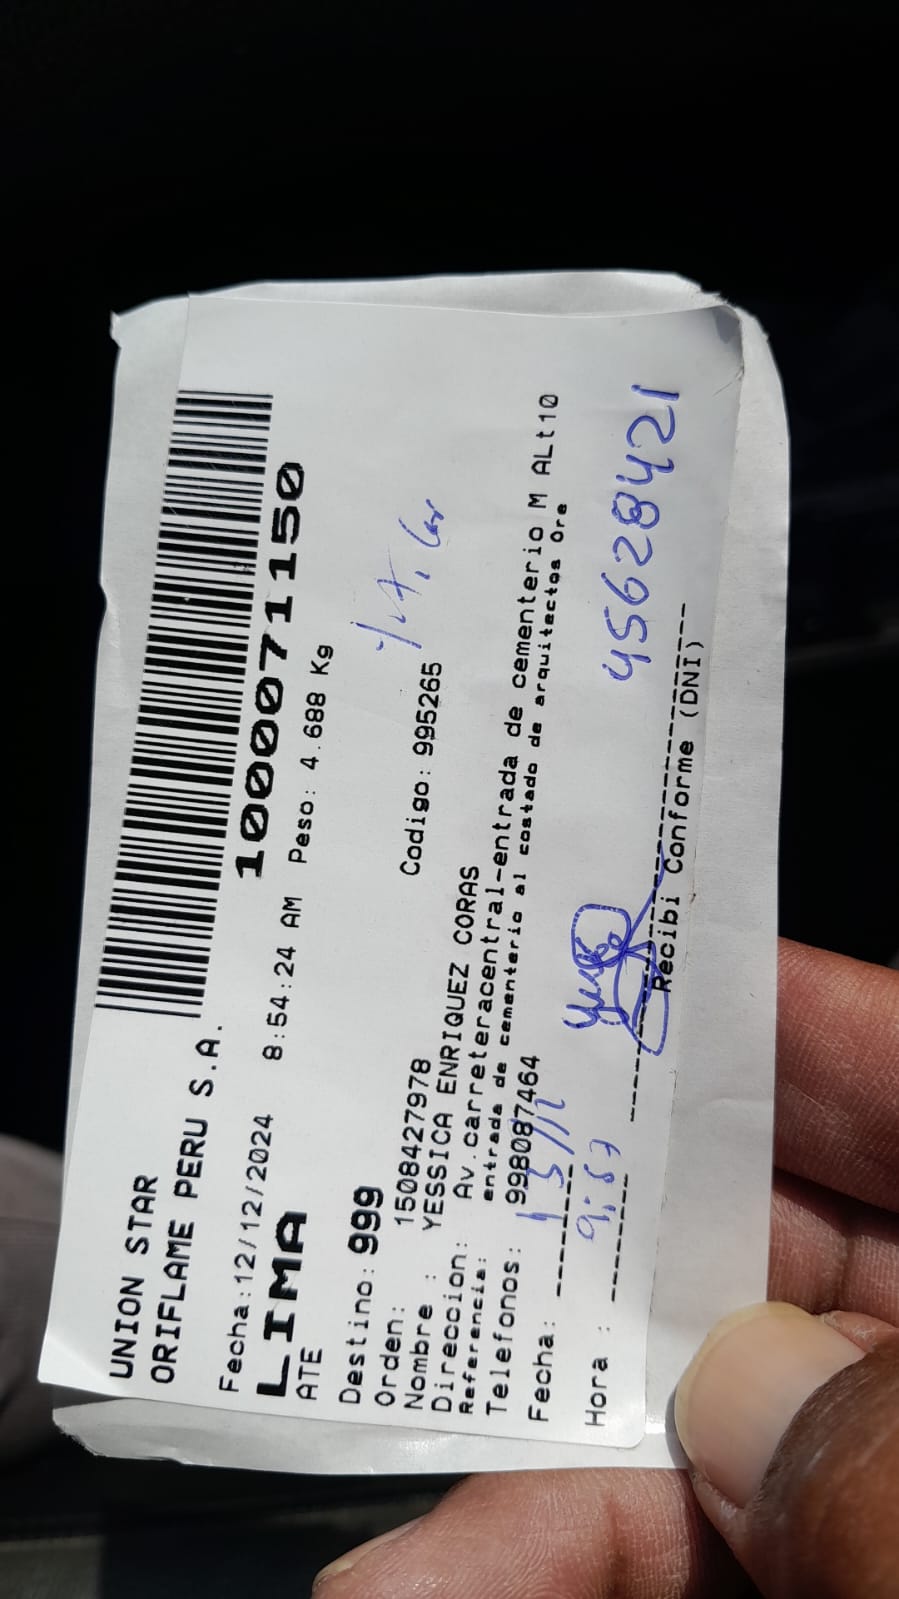 UNION STAR
ORIFLAME PERU S.A.
1000071150
Fecha:12/12/2024 8:54:24 AM Peso: 4.688 Kg
LIMA
ATE
Destino: 999
Orden: 1508427978 Codigo: 995265
Nombre : YESSICA ENRIQUEZ CORAS
Direccion: Av.carreteracentral-entrada de cementerio M ALt10
Referencia: entrada de cementerio al costado de arquitectos Ore
Telefonos: 998087464
Fecha: 13/12
Hora : 9:57
45628421
Recibi Conforme (DNI)